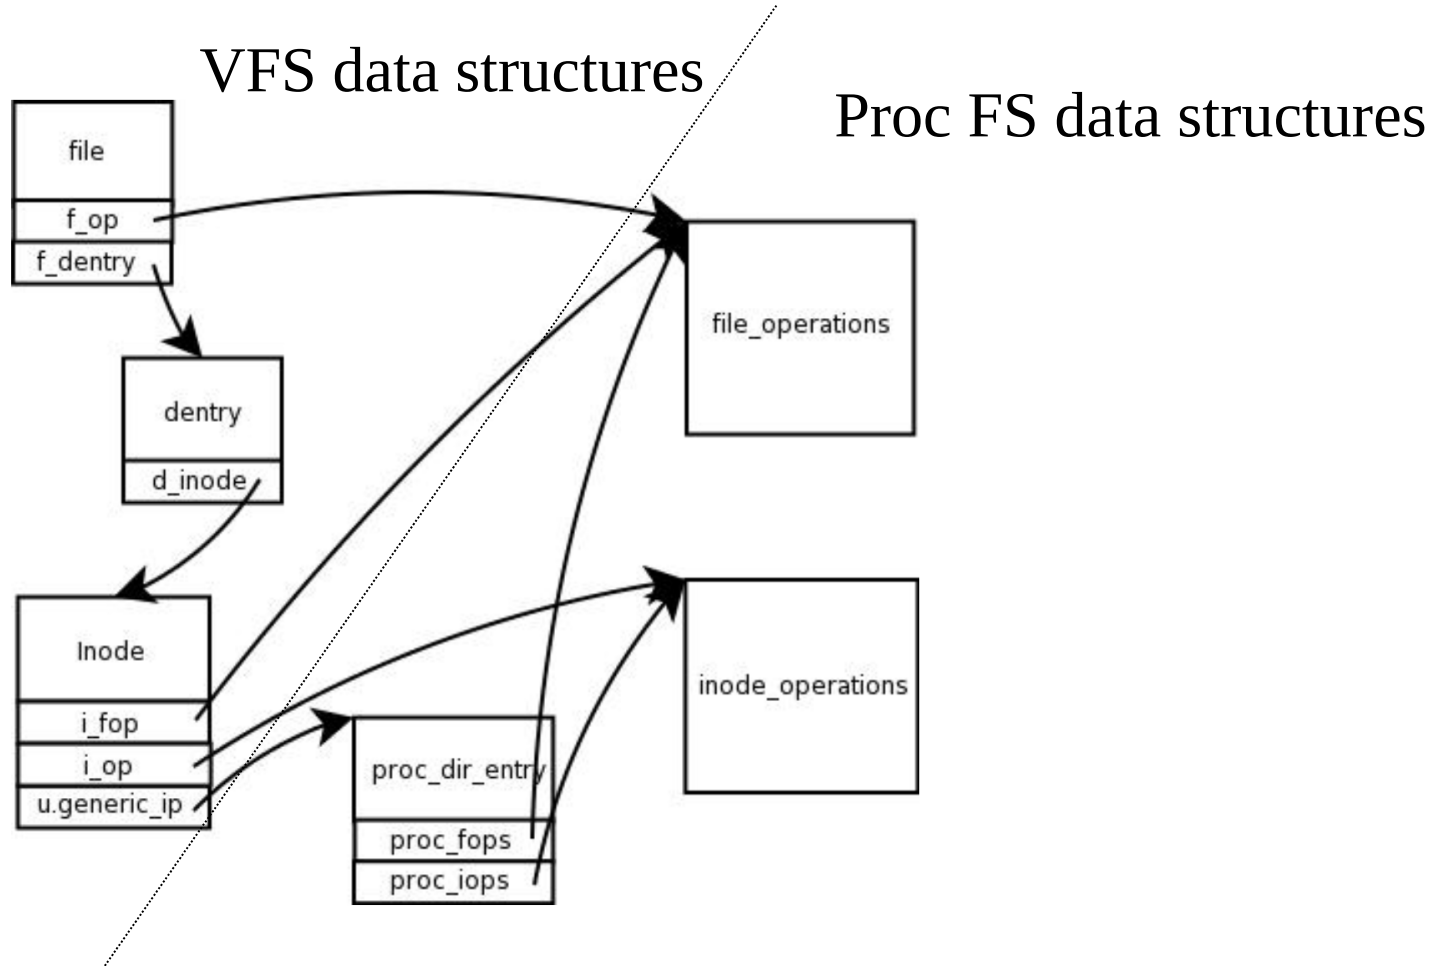 VFS data structures
Proc FS data structures
file
f_op
f_dentry
file_operations
dentry
d_inode
Inode
i_fop
i_op
u.generic_ip
inode_operations
proc_dir_entry
proc_fops
proc_iops